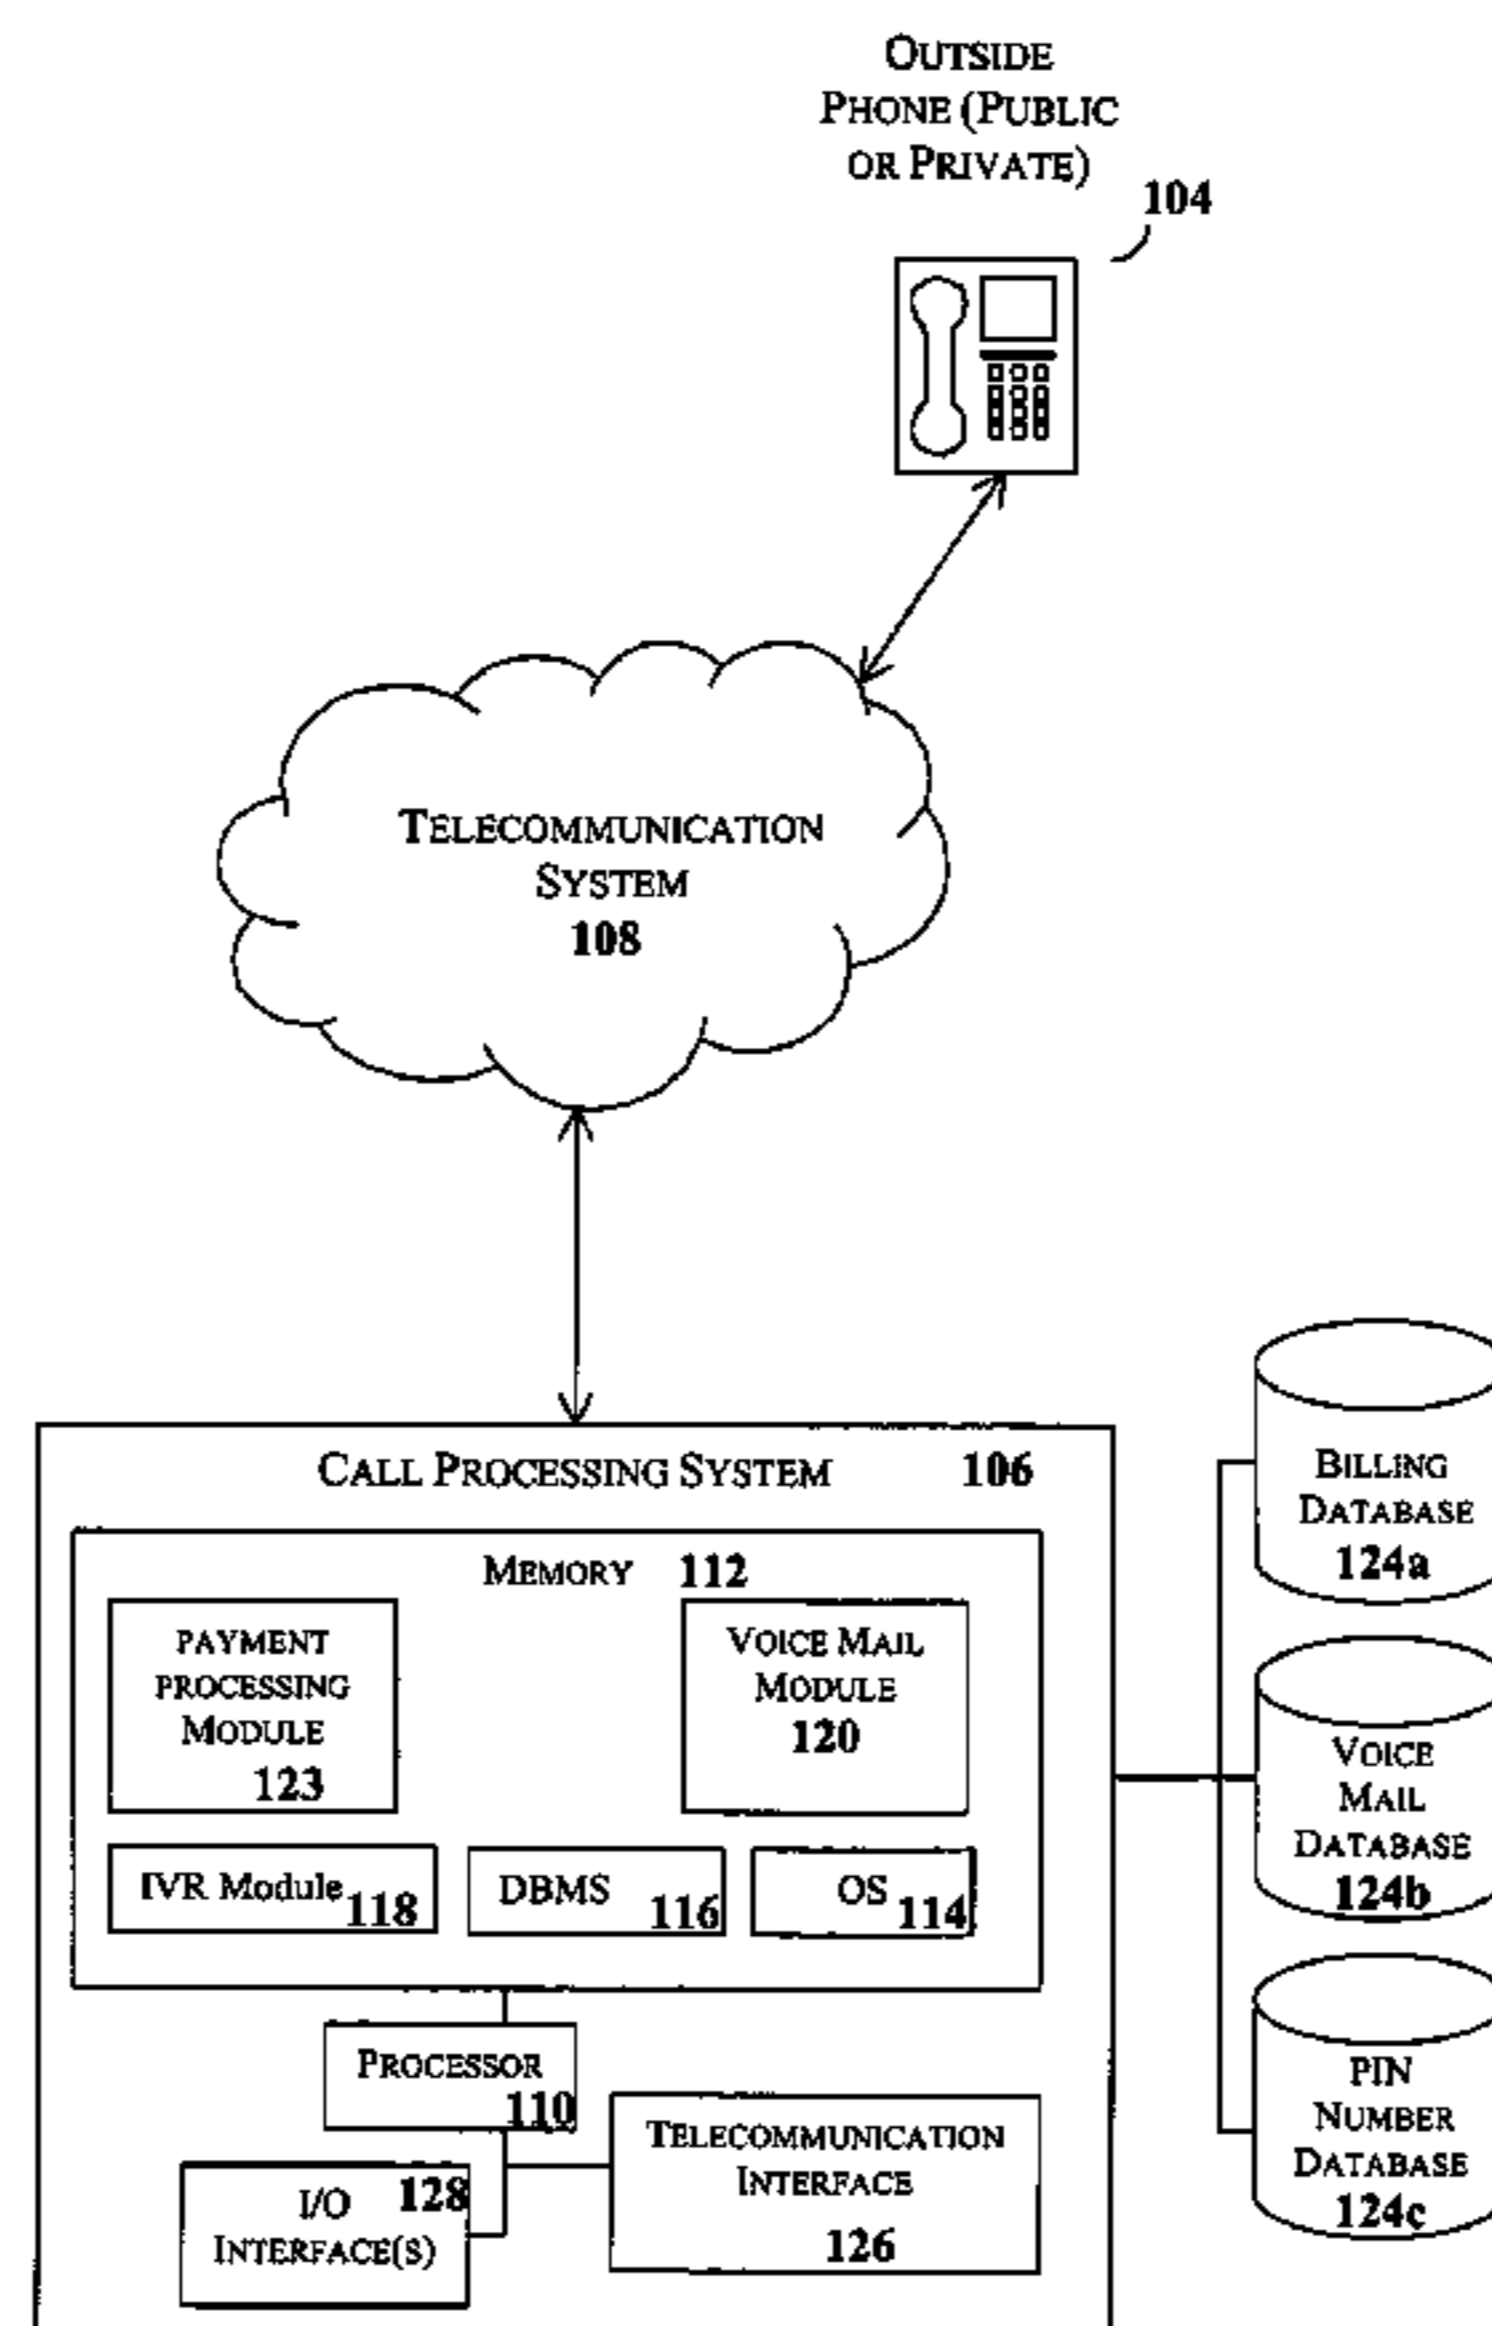 OUTSIDE
PHONE (PUBLIC
OR PRIVATE)
104
TELECOMMUNICATION
SYSTEM
108
CALL PROCESSING SYSTEM 106
MEMORY 112
PAYMENT
PROCESSING
MODULE
123
VOICE MAIL
MODULE
120
IVR Module 118
DBMS 116
OS 114
PROCESSOR
110
I/O 128
INTERFACE(S)
TELECOMMUNICATION
INTERFACE
126
BILLING
DATABASE
124a
VOICE
MAIL
DATABASE
124b
PIN
NUMBER
DATABASE
124c